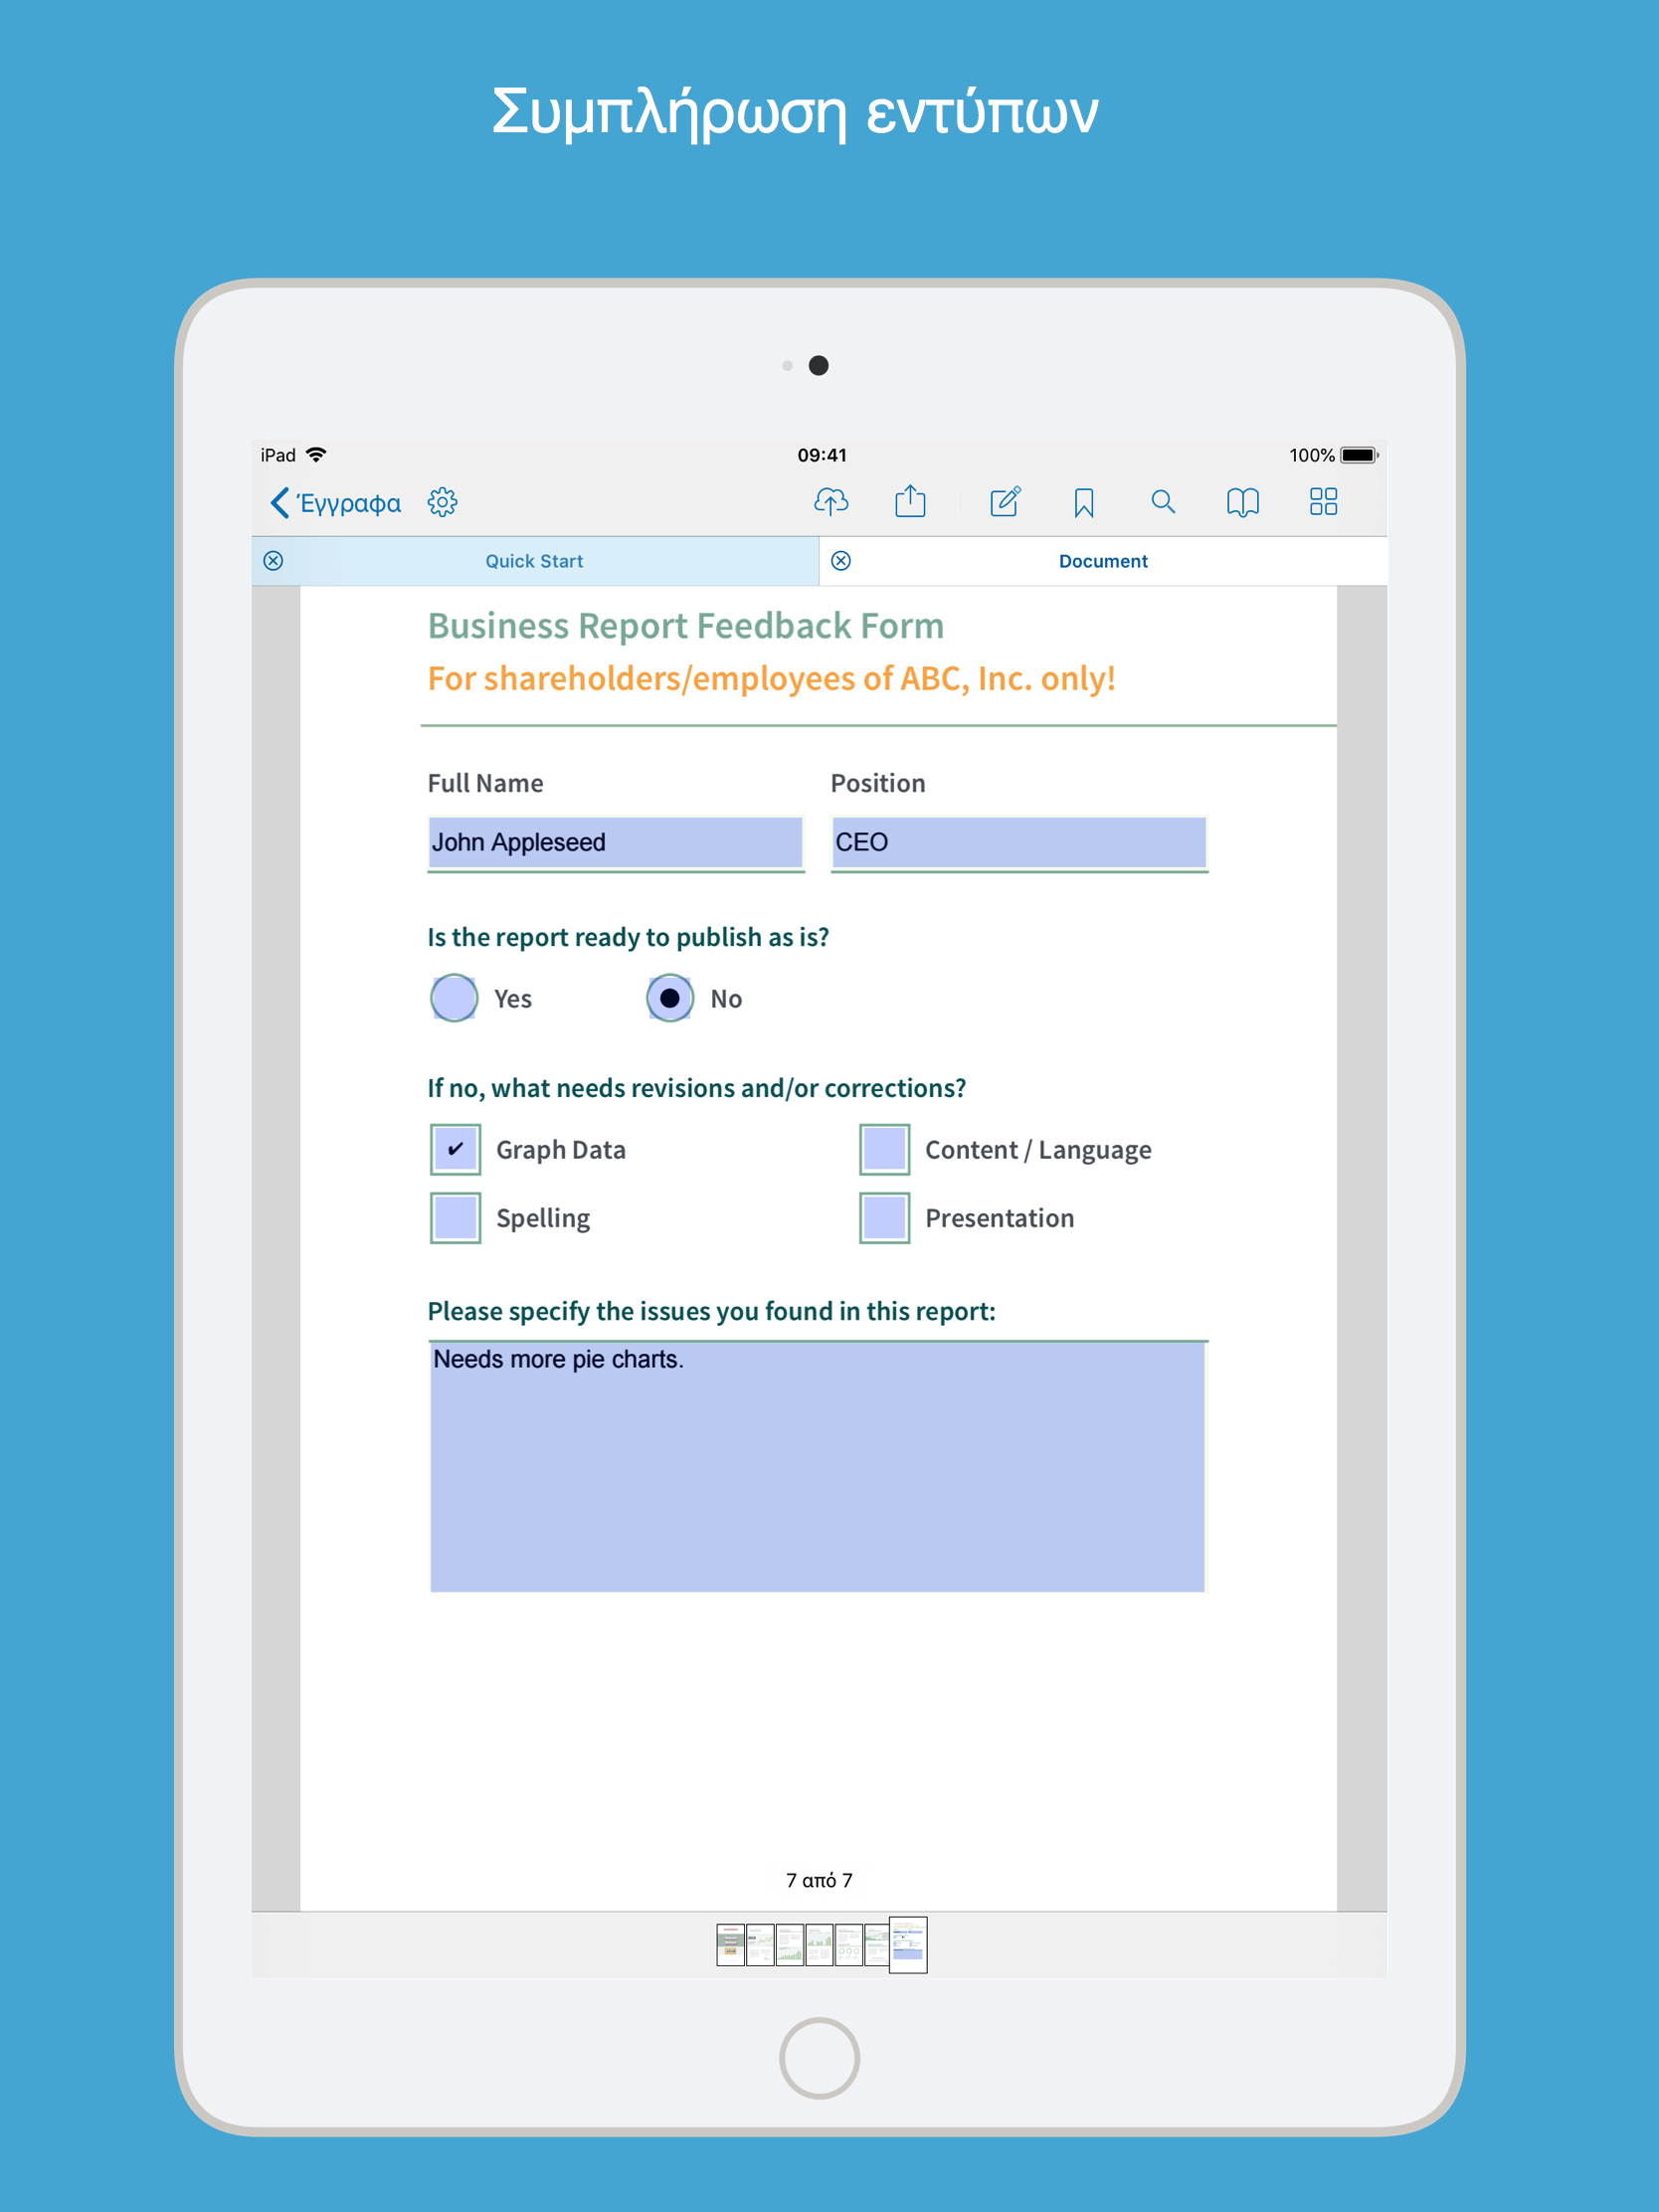 Συμπλήρωση εντύπων
iPad 09:41 100%
Έγγραφα
Quick Start Document
Business Report Feedback Form
For shareholders/employees of ABC, Inc. only!
Full Name Position
John Appleseed CEO
Is the report ready to publish as is?
Yes No
If no, what needs revisions and/or corrections?
Graph Data Content / Language
Spelling Presentation
Please specify the issues you found in this report:
Needs more pie charts.
7 από 7